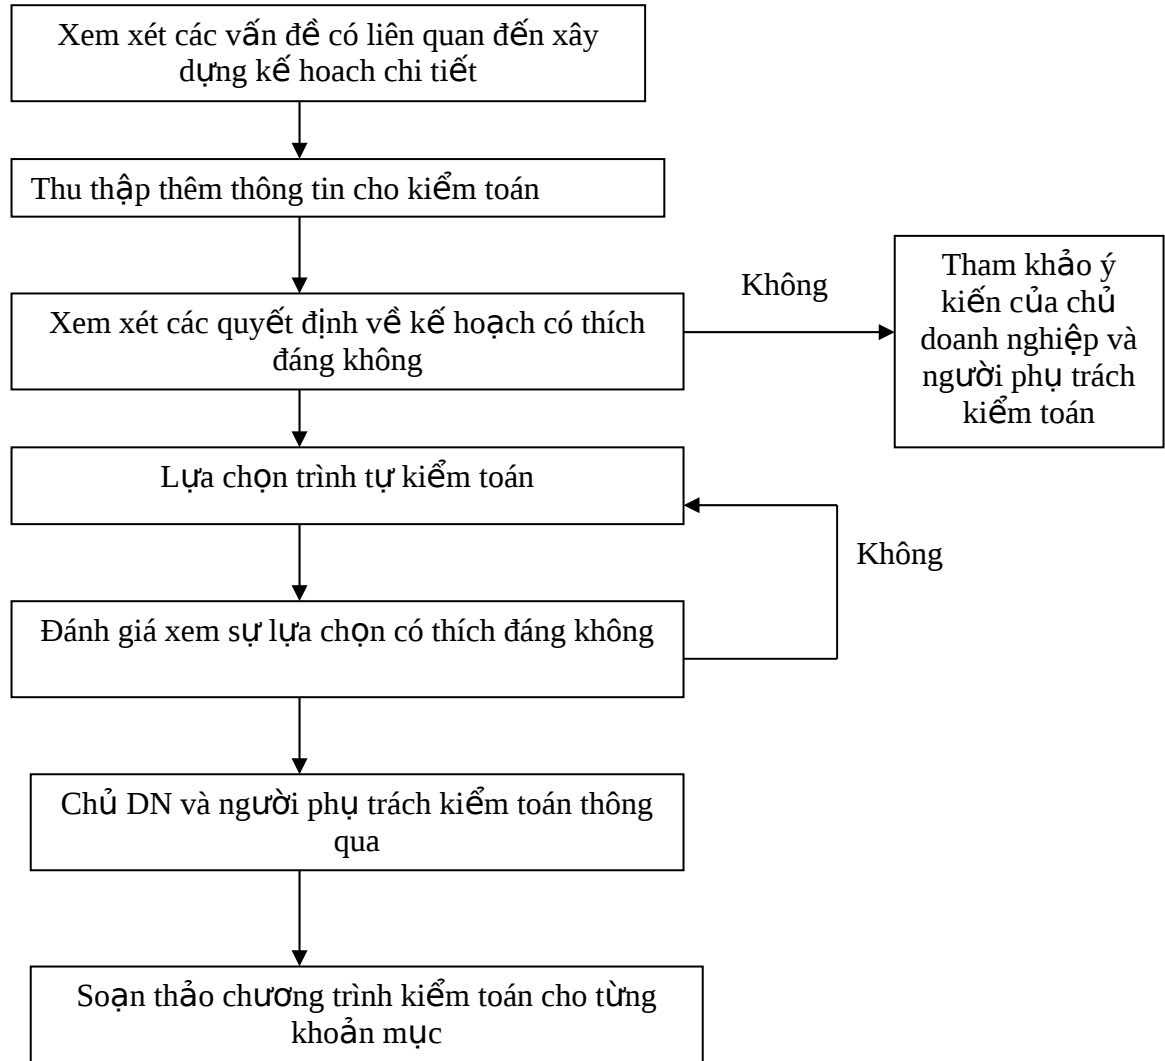 Xem xét các vấn đề có liên quan đến xây
dựng kế hoach chi tiết
Thu thập thêm thông tin cho kiểm toán
Không
Tham khảo ý
kiến của chủ
doanh nghiệp và
người phụ trách
kiểm toán
Xem xét các quyết định về kế hoạch có thích
đáng không
Lựa chọn trình tự kiểm toán
Không
Đánh giá xem sự lựa chọn có thích đáng không
Chủ DN và người phụ trách kiểm toán thông
qua
Soạn thảo chương trình kiểm toán cho từng
khoản mục